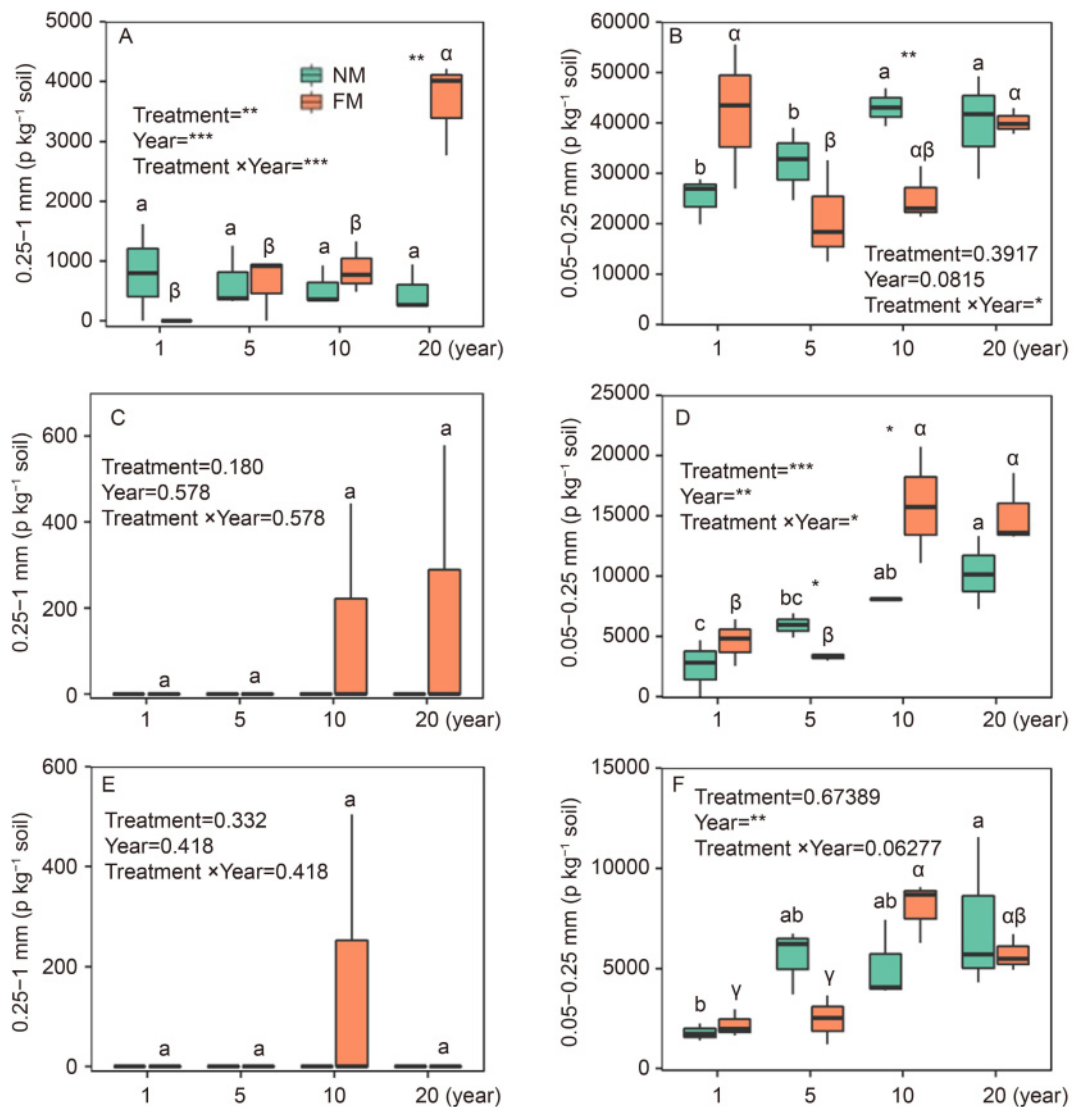 A
0.25−1 mm (p kg⁻¹ soil)
5000
4000
3000
2000
1000
0
NM
FM
Treatment=**
Year=***
Treatment ×Year=***
a
β
a
β
a
β
a
**
α
1
5
10
20 (year)
B
0.05−0.25 mm (p kg⁻¹ soil)
60000
50000
40000
30000
20000
10000
0
b
α
b
β
a
**
αβ
a
α
Treatment=0.3917
Year=0.0815
Treatment ×Year=*
1
5
10
20 (year)
C
0.25−1 mm (p kg⁻¹ soil)
600
400
200
0
Treatment=0.180
Year=0.578
Treatment ×Year=0.578
a
a
a
a
1
5
10
20 (year)
D
0.05−0.25 mm (p kg⁻¹ soil)
25000
20000
15000
10000
5000
0
Treatment=***
Year=**
Treatment ×Year=*
c
β
bc
*
β
ab
*
α
a
α
1
5
10
20 (year)
E
0.25−1 mm (p kg⁻¹ soil)
600
400
200
0
Treatment=0.332
Year=0.418
Treatment ×Year=0.418
a
a
a
a
1
5
10
20 (year)
F
0.05−0.25 mm (p kg⁻¹ soil)
15000
10000
5000
0
Treatment=0.67389
Year=**
Treatment ×Year=0.06277
b
γ
ab
γ
ab
α
a
αβ
1
5
10
20 (year)